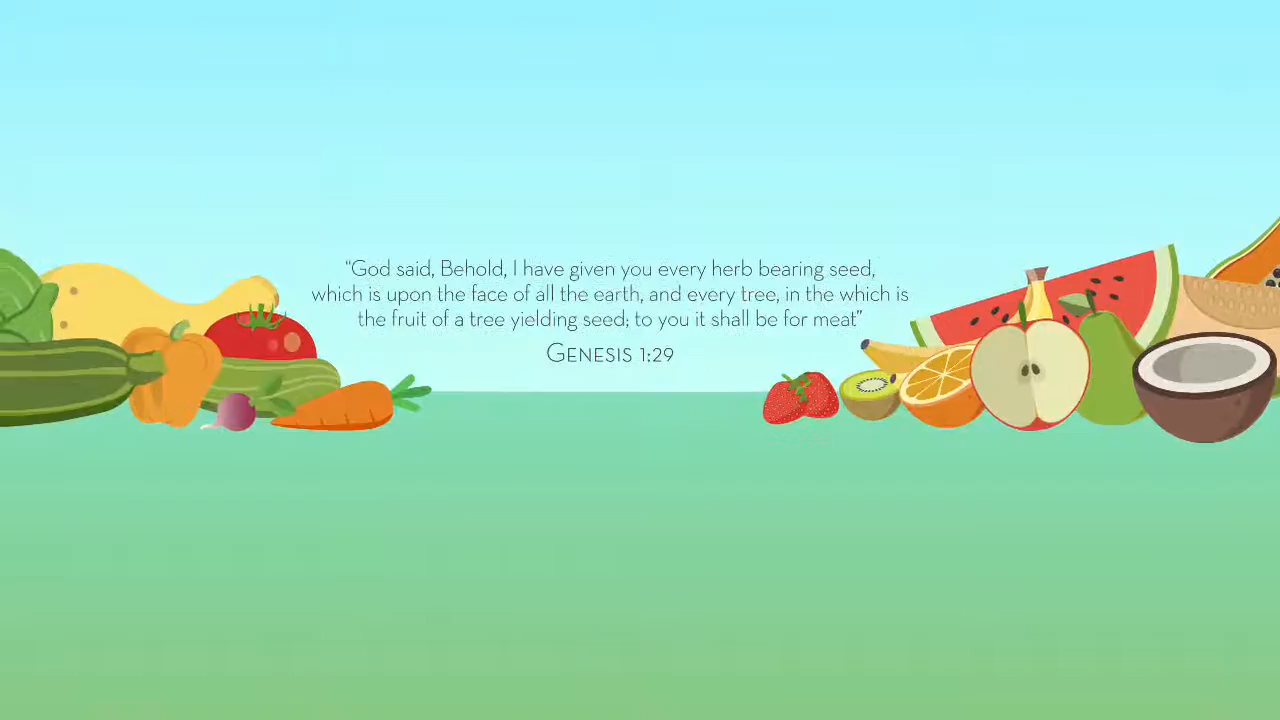 “God said, Behold, I have given you every herb bearing seed,
which is upon the face of all the earth, and every tree, in the which is
the fruit of a tree yielding seed; to you it shall be for meat”
Genesis 1:29